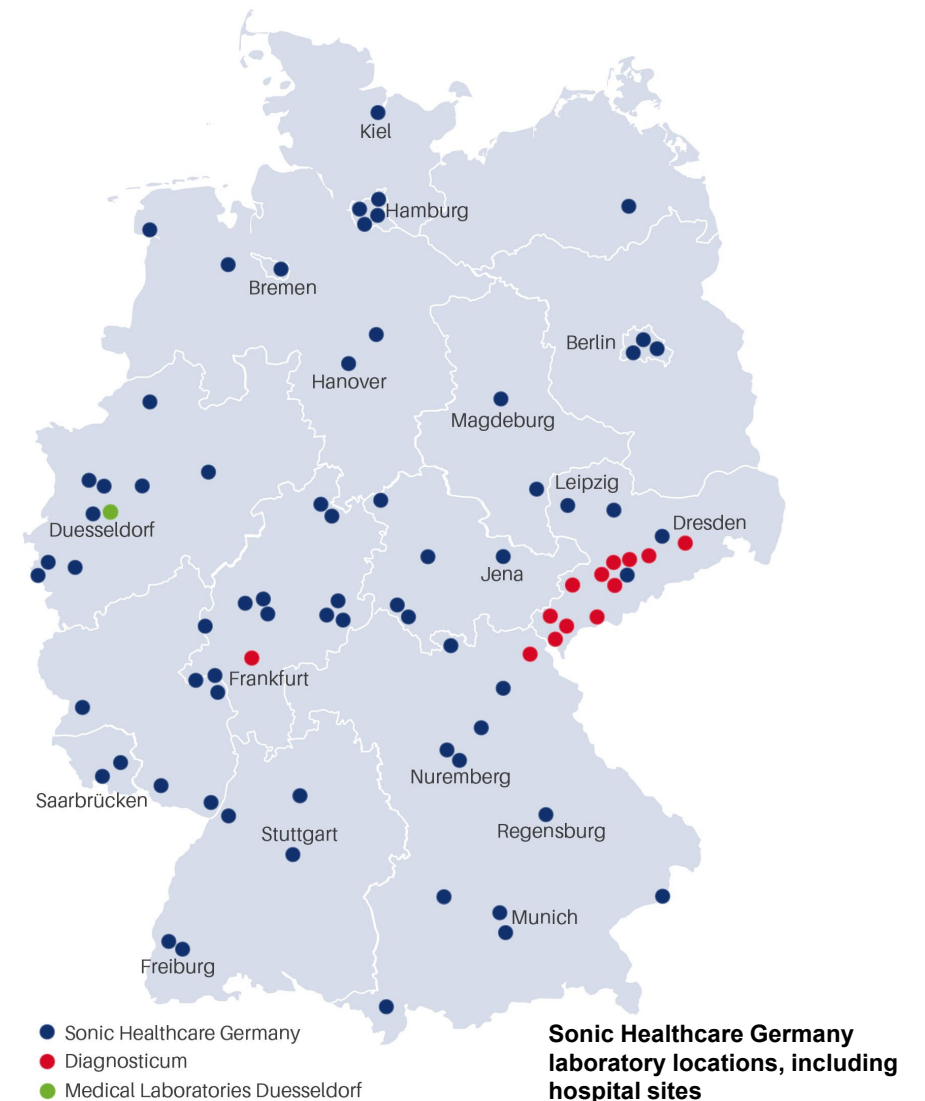 Kiel
Hamburg
Bremen
Berlin
Hanover
Magdeburg
Leipzig
Dresden
Duesseldorf
Jena
Frankfurt
Nuremberg
Saarbrücken
Regensburg
Stuttgart
Munich
Freiburg
Sonic Healthcare Germany
Diagnosticum
Medical Laboratories Duesseldorf
Sonic Healthcare Germany
laboratory locations, including
hospital sites